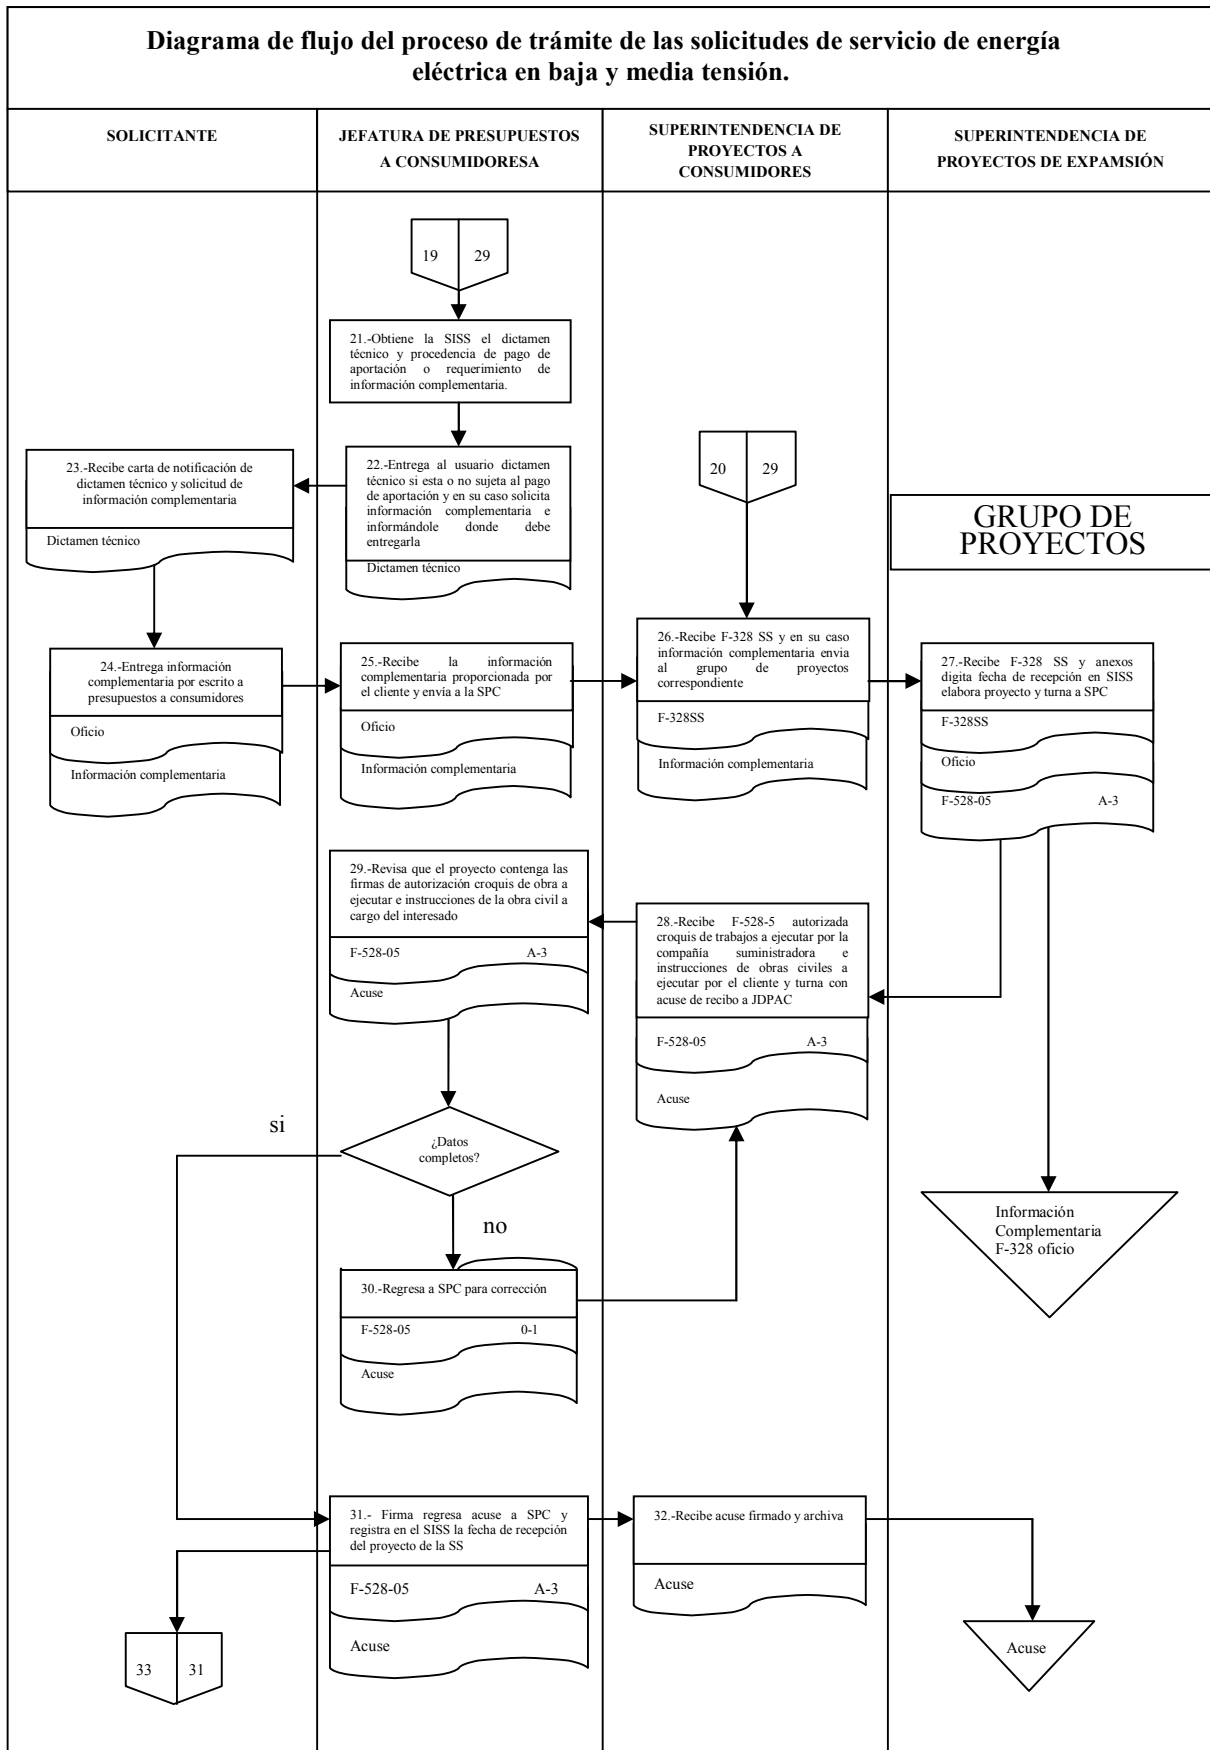 Diagrama de flujo del proceso de trámite de las solicitudes de servicio de energía
eléctrica en baja y media tensión.
SOLICITANTE
JEFATURA DE PRESUPUESTOS
A CONSUMIDORESA
SUPERINTENDENCIA DE
PROYECTOS A
CONSUMIDORES
SUPERINTENDENCIA DE
PROYECTOS DE EXPAMSIÓN
19 29
21.-Obtiene la SISS el dictamen
técnico y procedencia de pago de
aportación o requerimiento de
información complementaria.
22.-Entrega al usuario dictamen
técnico si esta o no sujeta al pago
de aportación y en su caso solicita
información complementaria e
informándole donde debe
entregarla
Dictamen técnico
23.-Recibe carta de notificación de
dictamen técnico y solicitud de
información complementaria
Dictamen técnico
20 29
GRUPO DE
PROYECTOS
24.-Entrega información
complementaria por escrito a
presupuestos a consumidores
Oficio
Información complementaria
25.-Recibe la información
complementaria proporcionada por
el cliente y envía a la SPC
Oficio
Información complementaria
26.-Recibe F-328 SS y en su caso
información complementaria envia
al grupo de proyectos
correspondiente
F-328SS
Información complementaria
27.-Recibe F-328 SS y anexos
digita fecha de recepción en SISS
elabora proyecto y turna a SPC
F-328SS
Oficio
F-528-05 A-3
28.-Recibe F-528-5 autorizada
croquis de trabajos a ejecutar por la
compañía suministradora e
instrucciones de obras civiles a
ejecutar por el cliente y turna con
acuse de recibo a JDPAC
F-528-05 A-3
Acuse
29.-Revisa que el proyecto contenga las
firmas de autorización croquis de obra a
ejecutar e instrucciones de la obra civil a
cargo del interesado
F-528-05 A-3
Acuse
si
¿Datos
completos?
no
Información
Complementaria
F-328 oficio
30.-Regresa a SPC para corrección
F-528-05 0-1
Acuse
31.- Firma regresa acuse a SPC y
registra en el SISS la fecha de recepción
del proyecto de la SS
F-528-05 A-3
Acuse
32.-Recibe acuse firmado y archiva
Acuse
Acuse
33 31